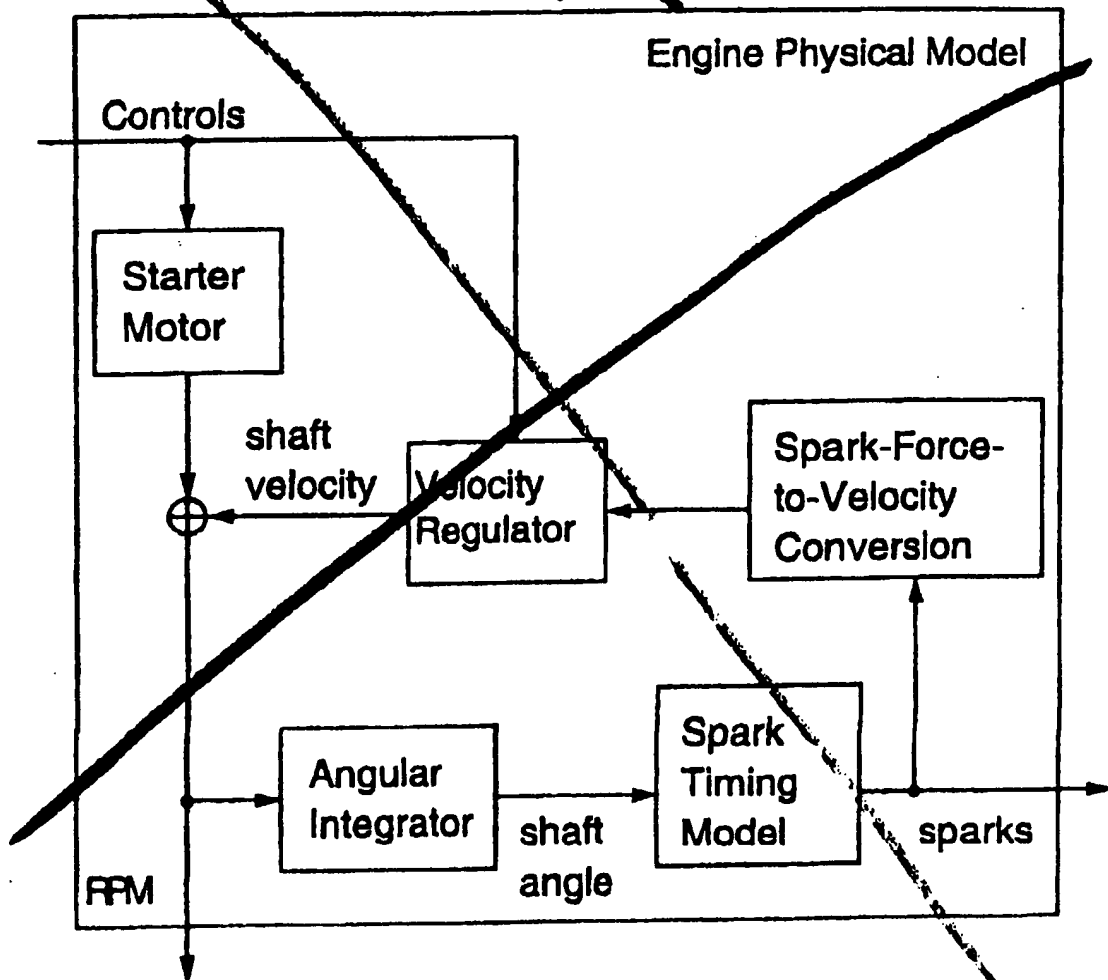 Engine Physical Model
Controls
Starter
Motor
shaft
velocity
Velocity
Regulator
Spark-Force-
to-Velocity
Conversion
Angular
Integrator
shaft
angle
Spark
Timing
Model
sparks
RPM